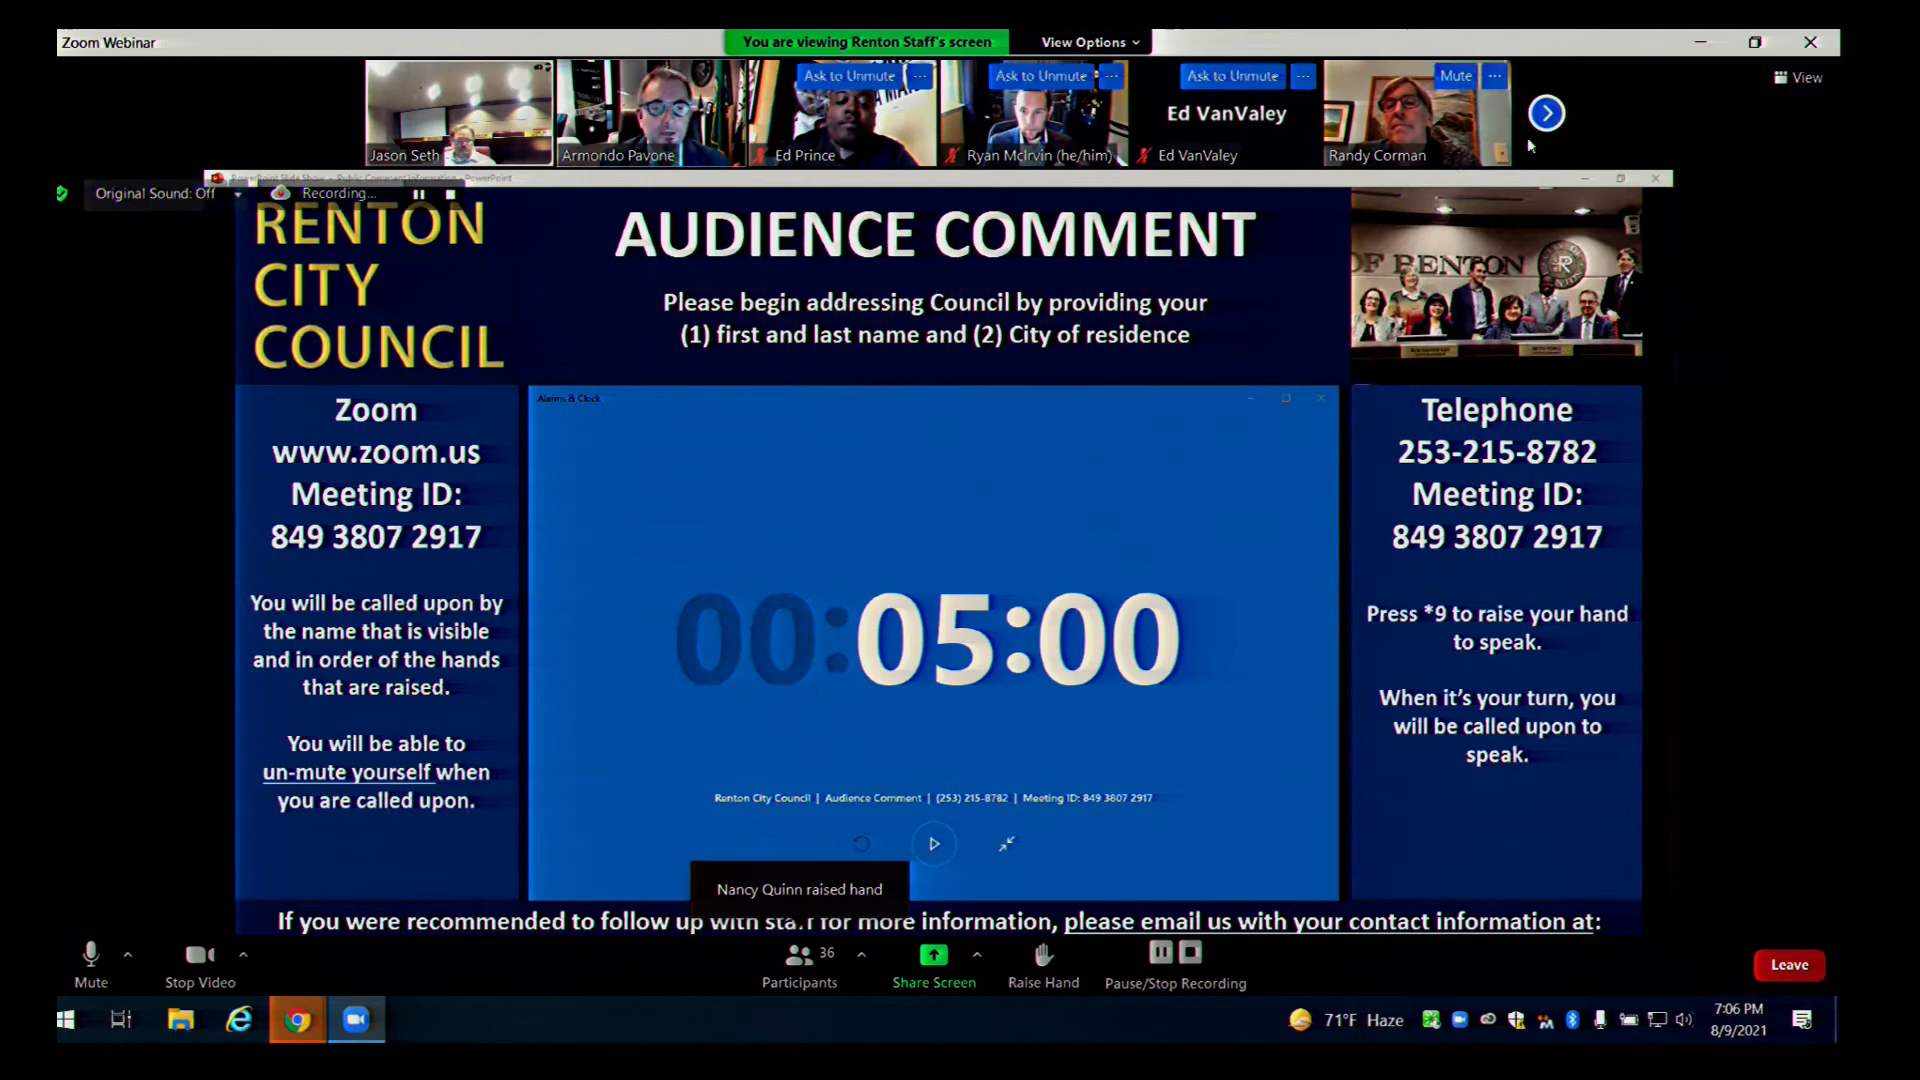 Zoom Webinar
You are viewing Renton Staff's screen
View Options
Ask to Unmute
Ask to Unmute
Ask to Unmute
Mute
View
Ed VanValey
Jason Seth
Armondo Pavone
Ed Prince
Ryan McIrvin (he/him)
Ed VanValey
Randy Corman
PowerPoint Slide Show - Public Comment Information - PowerPoint
Original Sound: Off
Recording...
RENTON
CITY
COUNCIL
AUDIENCE COMMENT
Please begin addressing Council by providing your
(1) first and last name and (2) City of residence
OF RENTON
R
Zoom
www.zoom.us
Meeting ID:
849 3807 2917
You will be called upon by
the name that is visible
and in order of the hands
that are raised.
You will be able to
un-mute yourself when
you are called upon.
Alarms & Clock
00:05:00
Renton City Council | Audience Comment | (253) 215-8782 | Meeting ID: 849 3807 2917
Telephone
253-215-8782
Meeting ID:
849 3807 2917
Press *9 to raise your hand
to speak.
When it's your turn, you
will be called upon to
speak.
Nancy Quinn raised hand
If you were recommended to follow up with staff for more information, please email us with your contact information at:
Mute
Stop Video
36
Participants
Share Screen
Raise Hand
Pause/Stop Recording
Leave
71°F Haze
7:06 PM
8/9/2021